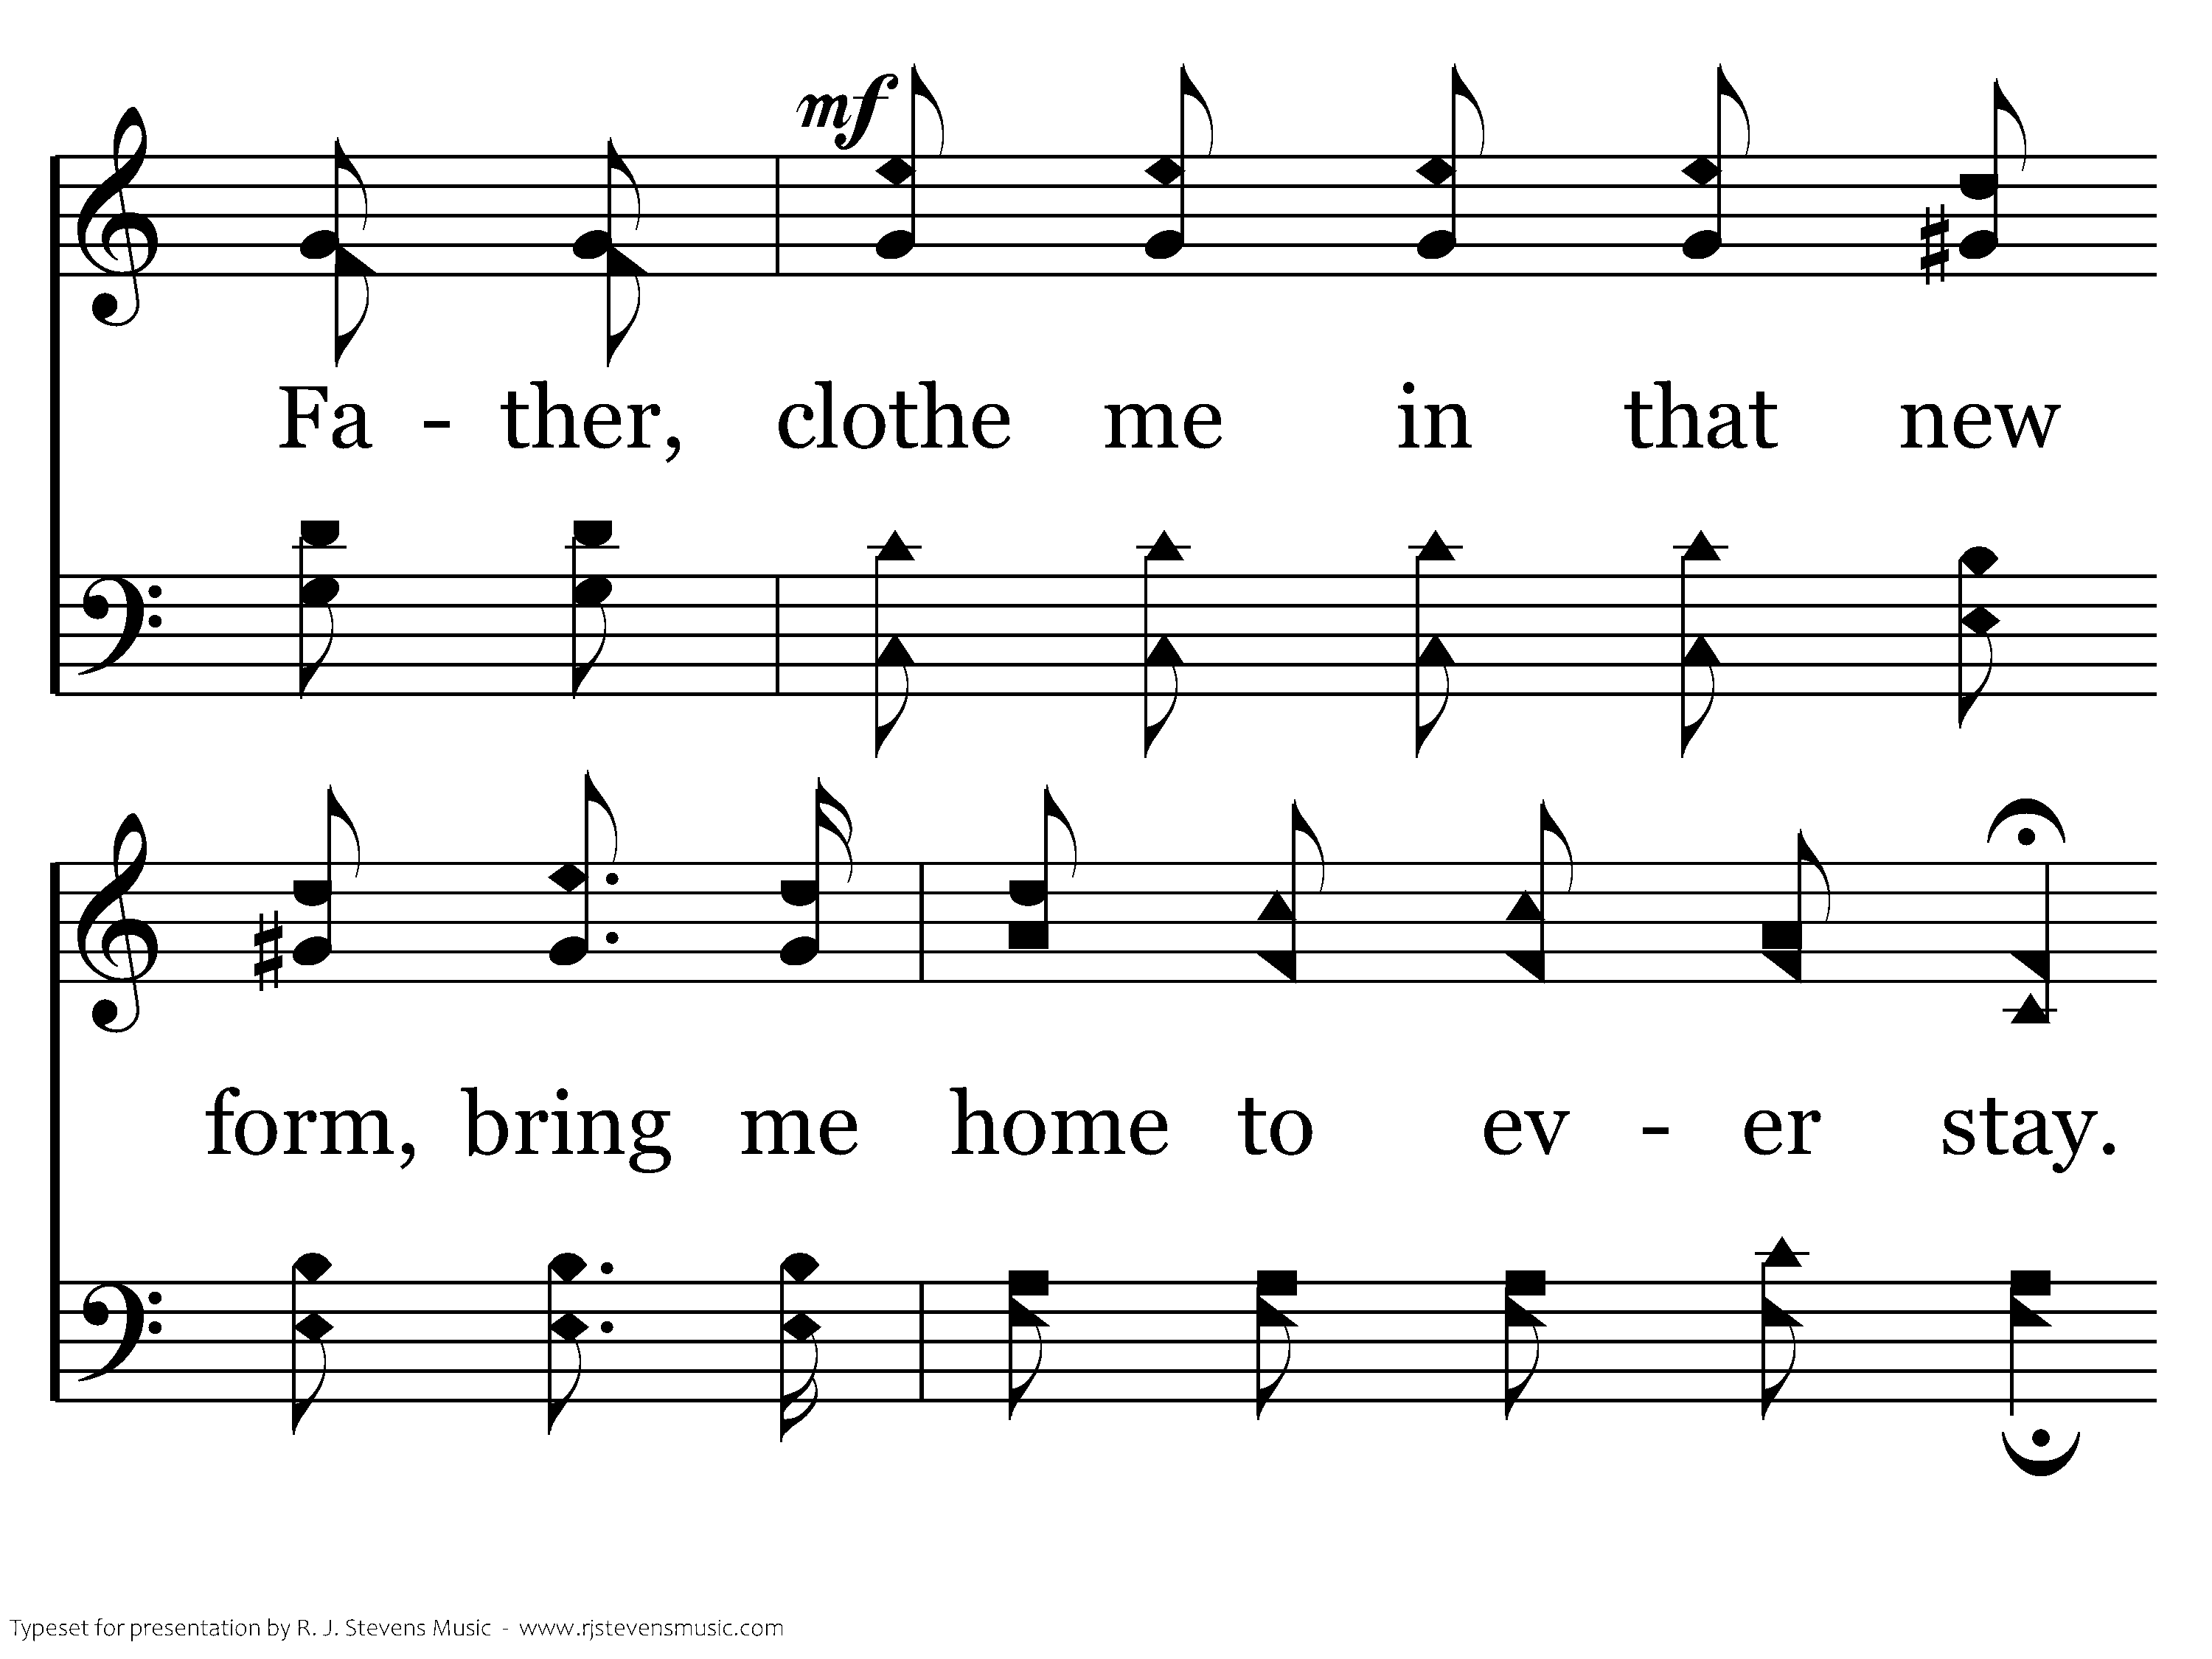 mf
Fa - ther, clothe me in that new
form, bring me home to ev - er stay.
Typeset for presentation by R. J. Stevens Music - www.rjstevensmusic.com